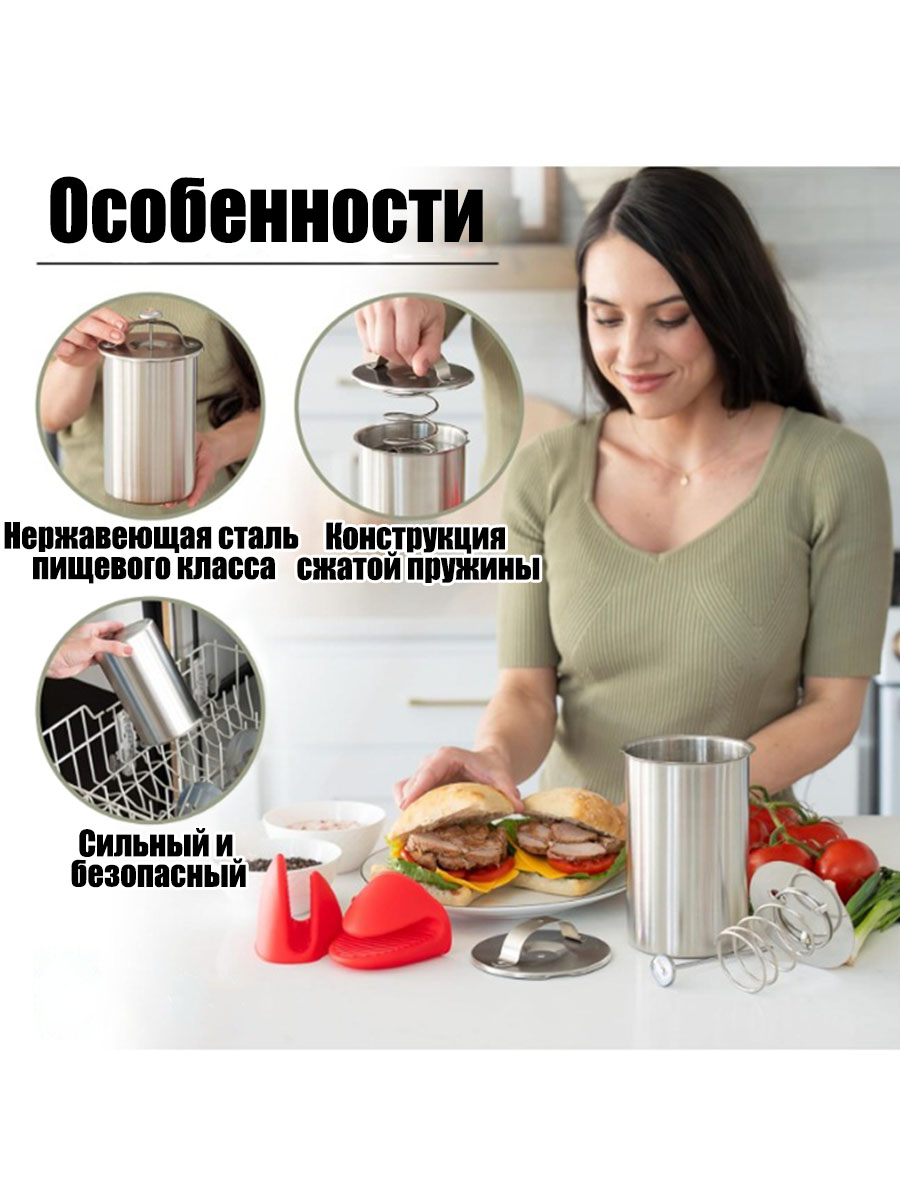 Особенности
Нержавеющая сталь
пищевого класса
Конструкция
сжатой пружины
Сильный и
безопасный